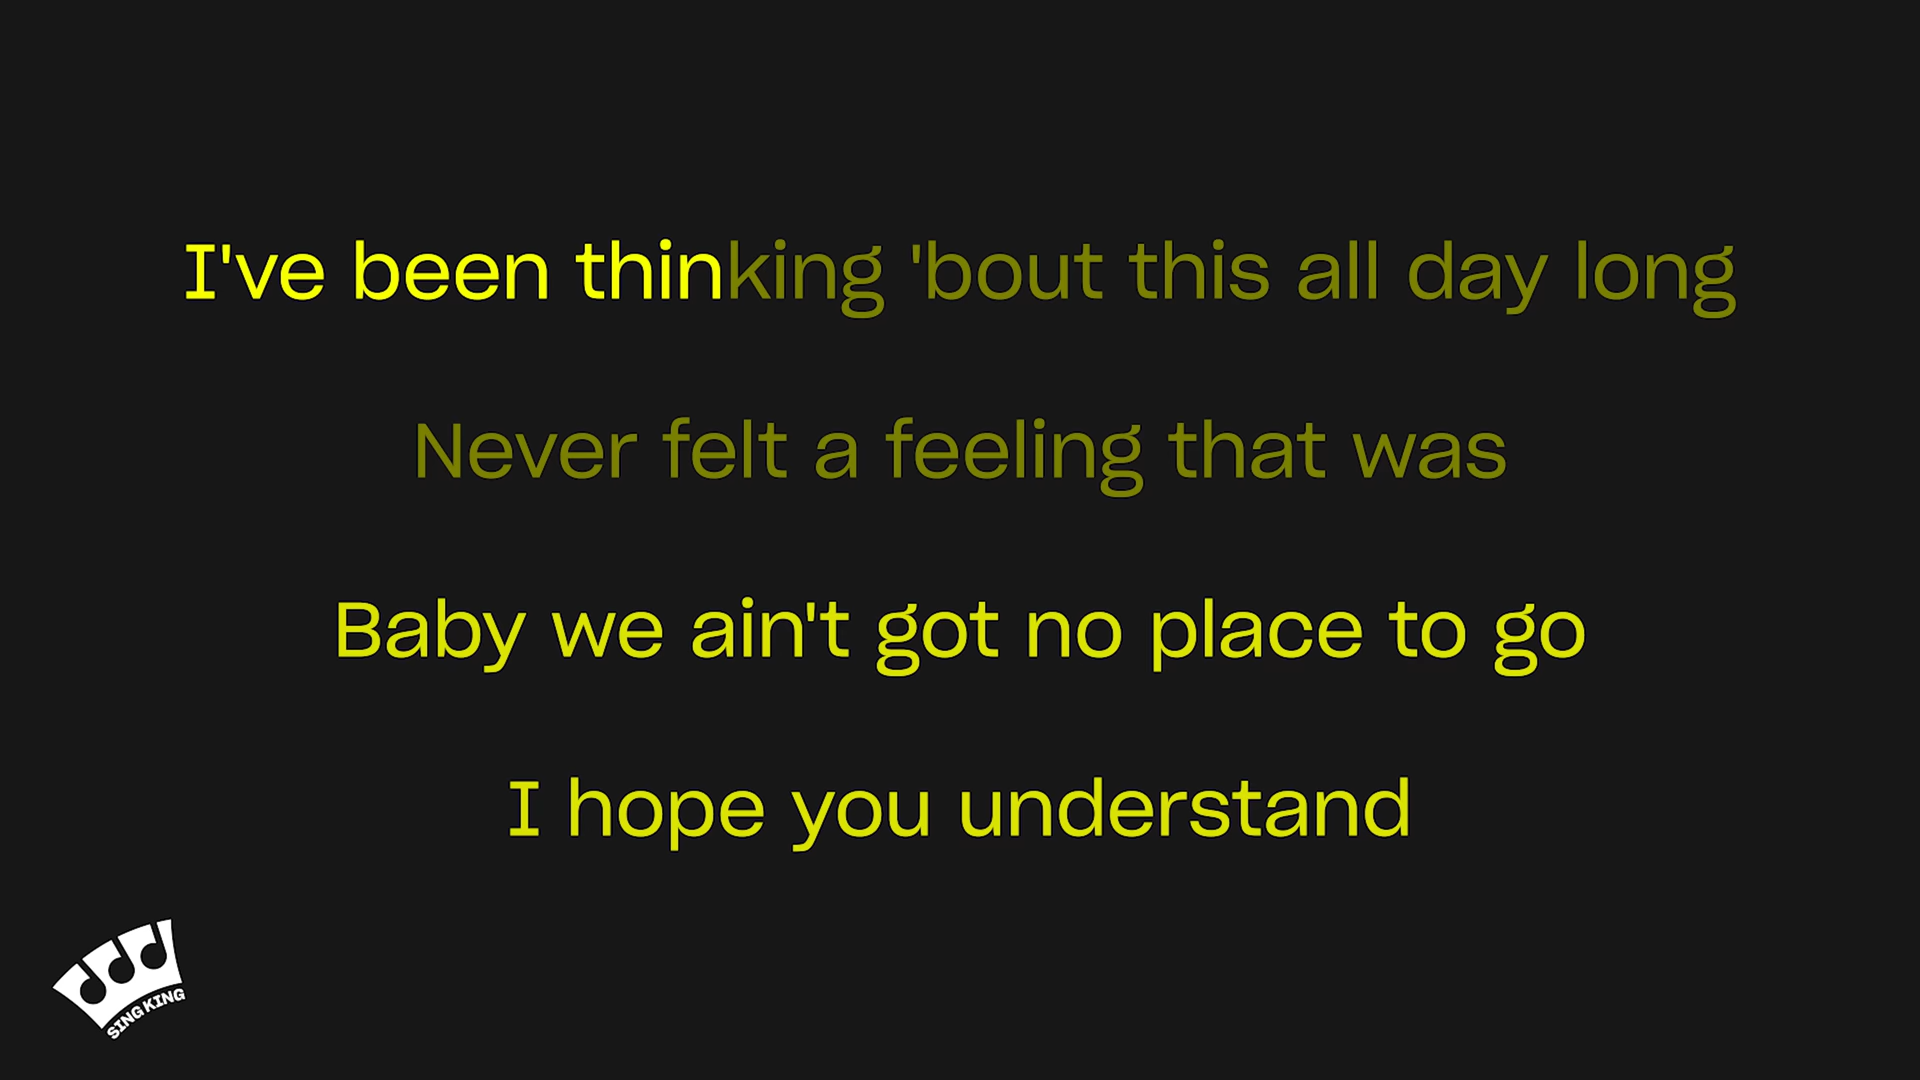 I've been thinking 'bout this all day long
Never felt a feeling that was
Baby we ain't got no place to go
I hope you understand
SING KING